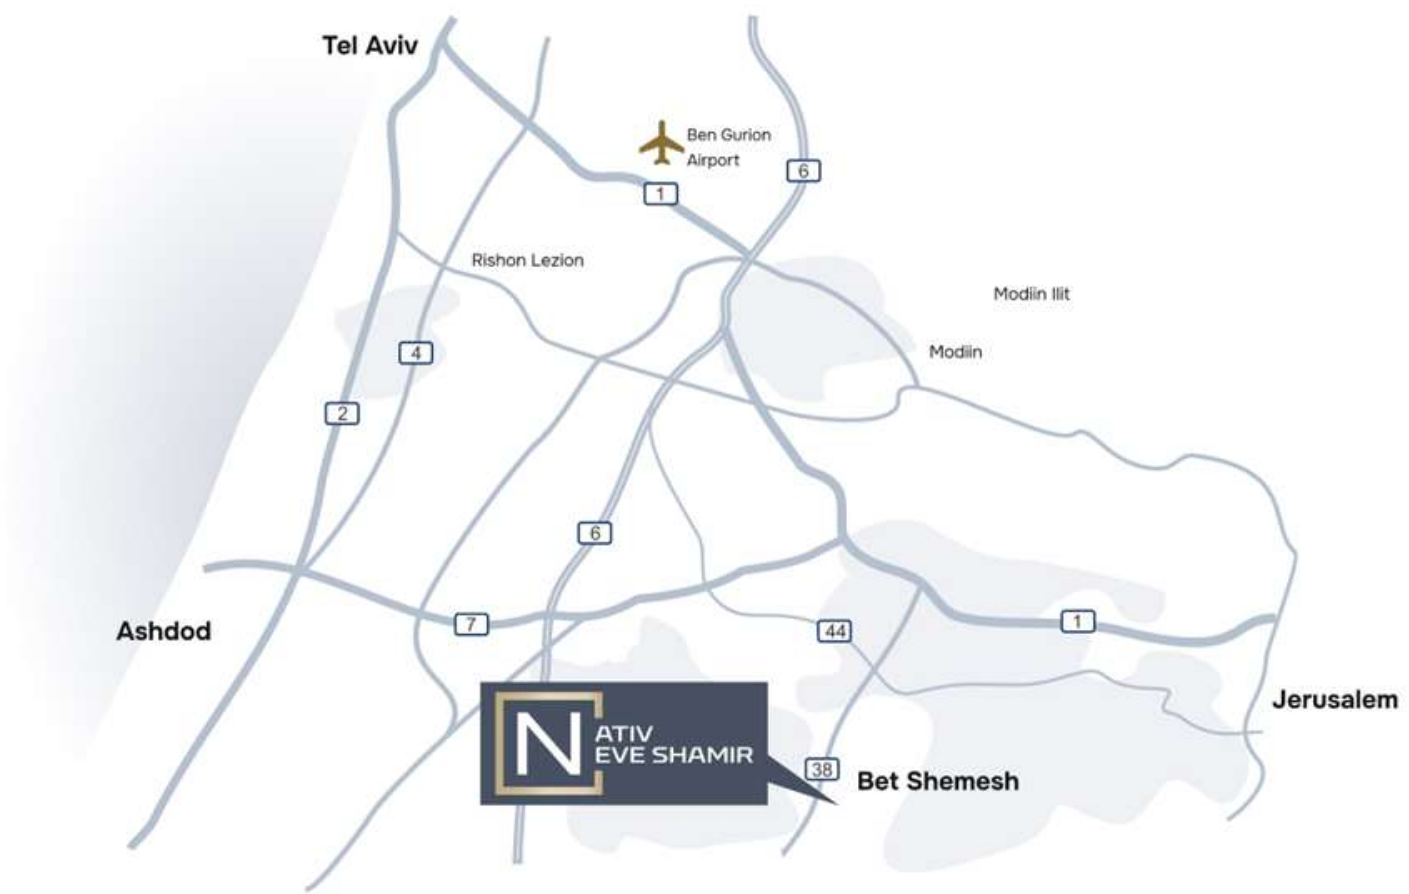 Tel Aviv
Ben Gurion
Airport
6
1
Rishon Lezion
Modiin Ilit
4
Modiin
2
6
7
44
1
Ashdod
Jerusalem
N
ATIV
EVE SHAMIR
38
Bet Shemesh